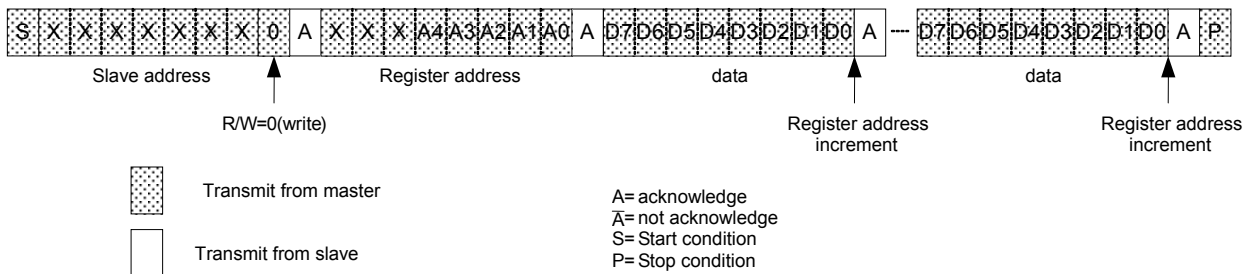 S X X X X X X X 0 A X X X A4 A3 A2 A1 A0 A D7 D6 D5 D4 D3 D2 D1 D0 A ---- D7 D6 D5 D4 D3 D2 D1 D0 A P
Slave address
Register address
data
data
R/W=0(write)
Register address
increment
Register address
increment
Transmit from master
Transmit from slave
A= acknowledge
A̅= not acknowledge
S= Start condition
P= Stop condition